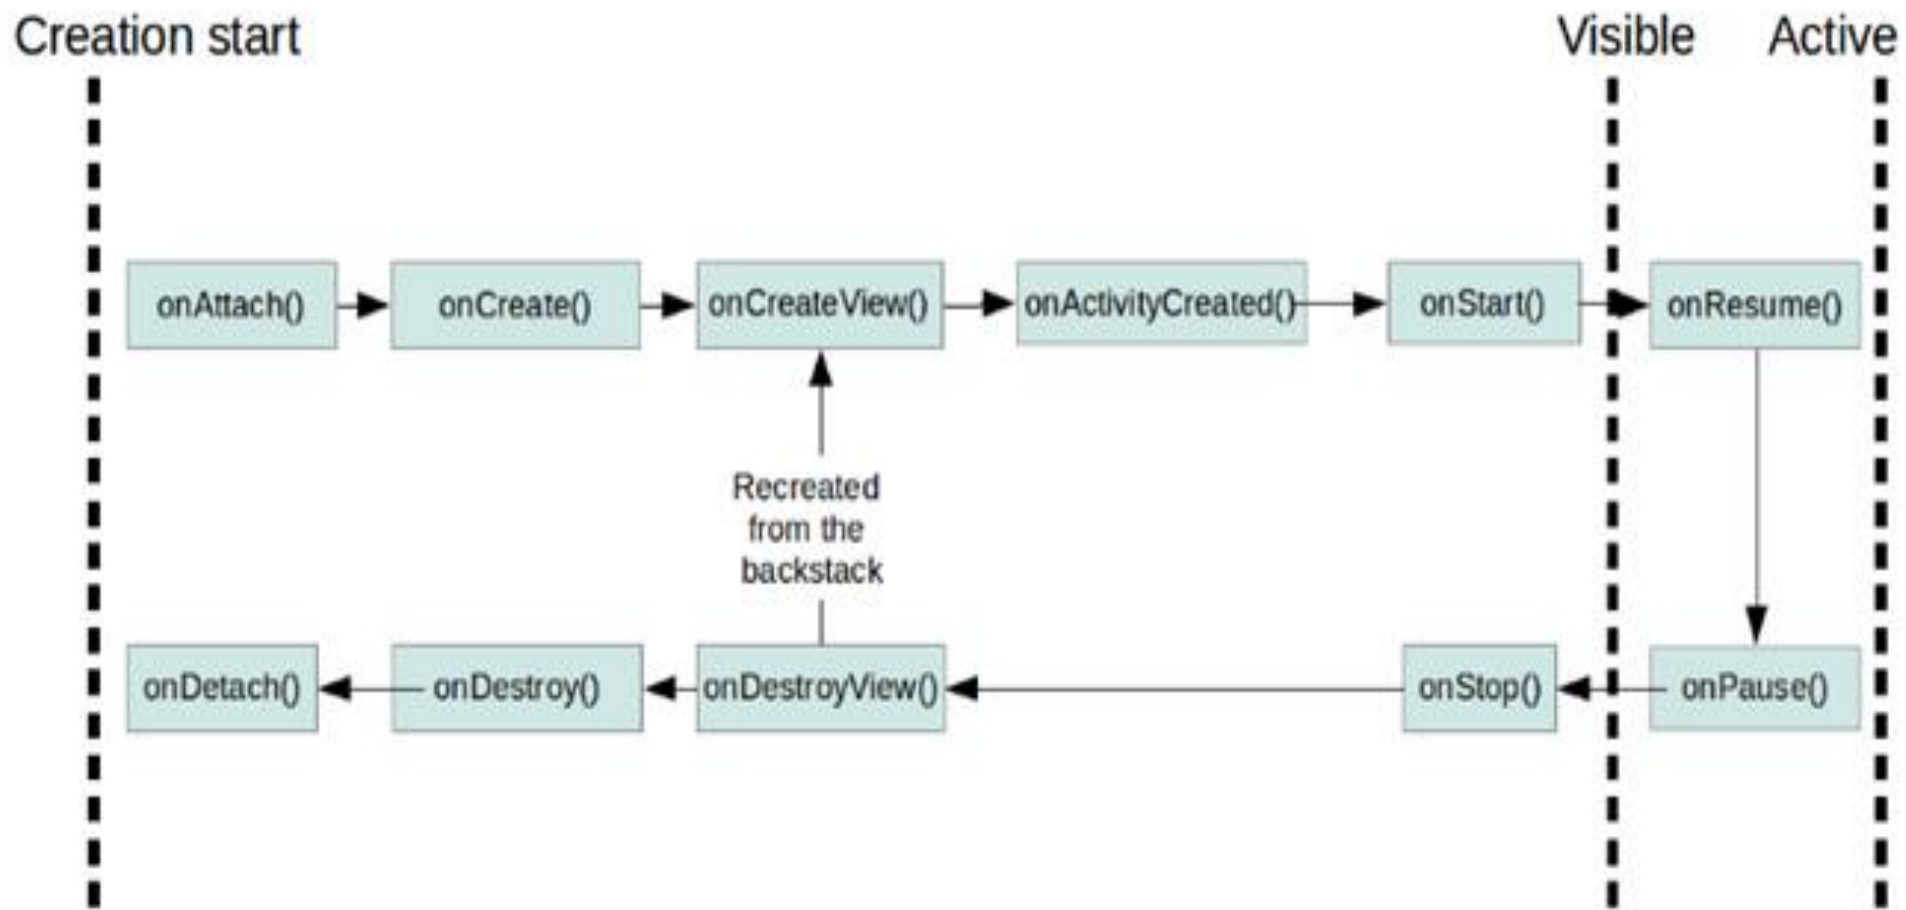 Creation start
Visible
Active
onAttach()
onCreate()
onCreateView()
onActivityCreated()
onStart()
onResume()
Recreated
from the
backstack
onDetach()
onDestroy()
onDestroyView()
onStop()
onPause()